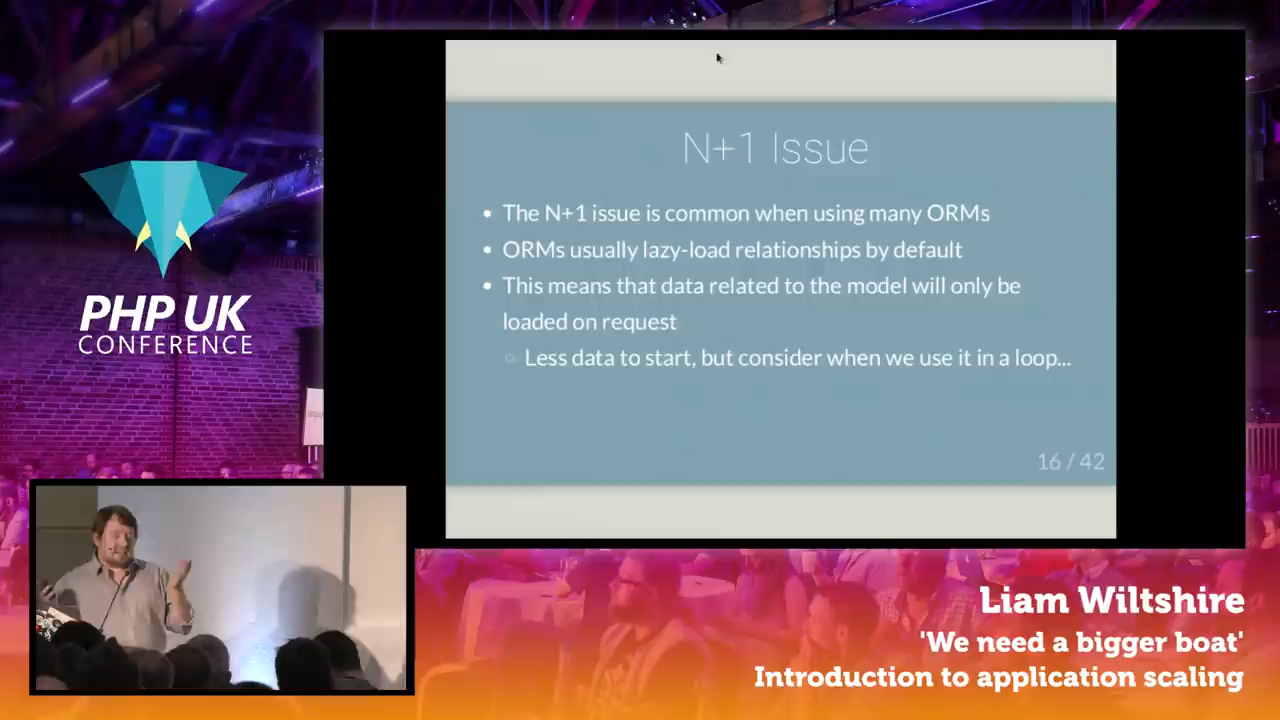 PHP UK
CONFERENCE
N+1 Issue
The N+1 issue is common when using many ORMs
ORMs usually lazy-load relationships by default
This means that data related to the model will only be
loaded on request
Less data to start, but consider when we use it in a loop...
16 / 42
Liam Wiltshire
'We need a bigger boat'
Introduction to application scaling